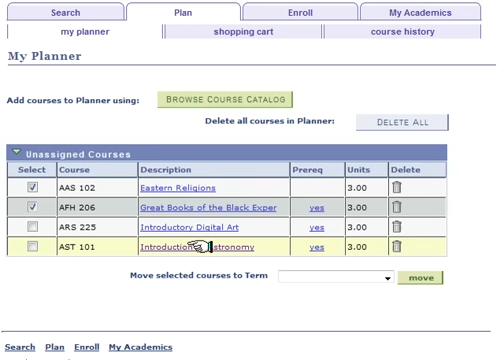 Search Plan Enroll My Academics
my planner shopping cart course history
My Planner
Add courses to Planner using: BROWSE COURSE CATALOG
Delete all courses in Planner: DELETE ALL
Unassigned Courses
Select Course Description Prereq Units Delete
AAS 102 Eastern Religions 3.00
AFH 206 Great Books of the Black Exper yes 3.00
ARS 225 Introductory Digital Art yes 3.00
AST 101 Introduction stronomy yes 3.00
Move selected courses to Term move
Search Plan Enroll My Academics